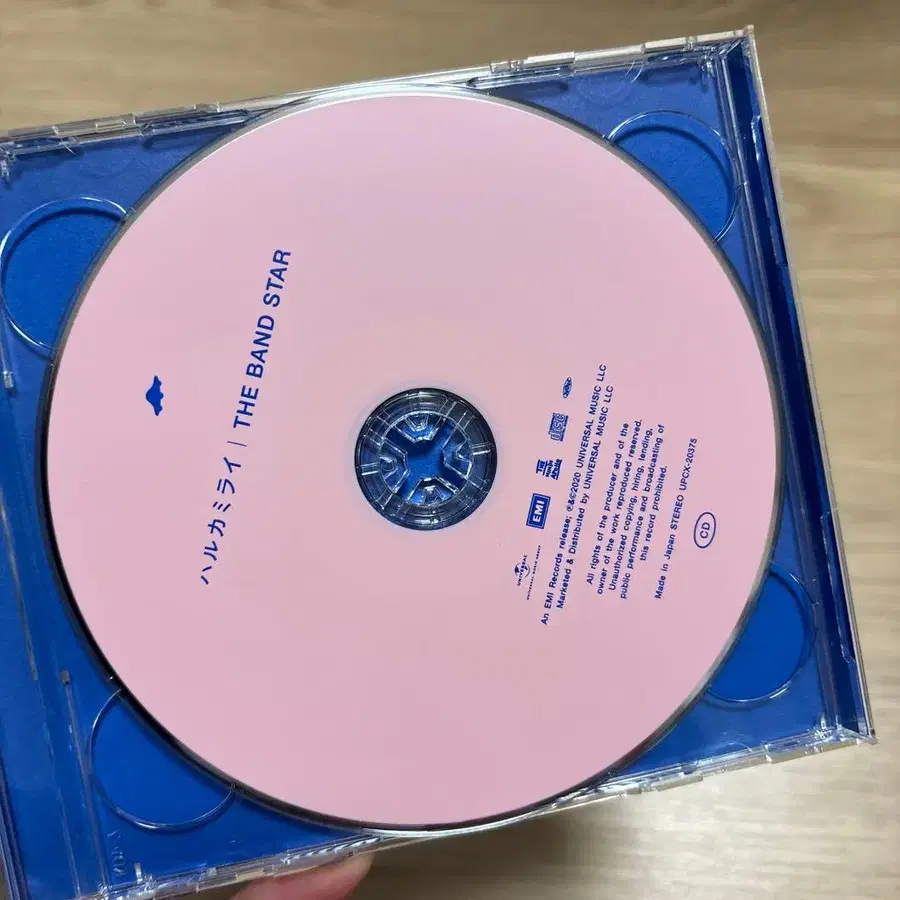 ハルカミライ | THE BAND STAR
UNIVERSAL
EMI
An EMI Records release; ℗&©2020 UNIVERSAL MUSIC LLC
Marketed & Distributed by UNIVERSAL MUSIC LLC
All rights of the producer and of the
owner of the work reproduced reserved.
Unauthorized copying, hiring, lending,
public performance and broadcasting of
this record prohibited.
Made in Japan STEREO UPCX-20375
CD